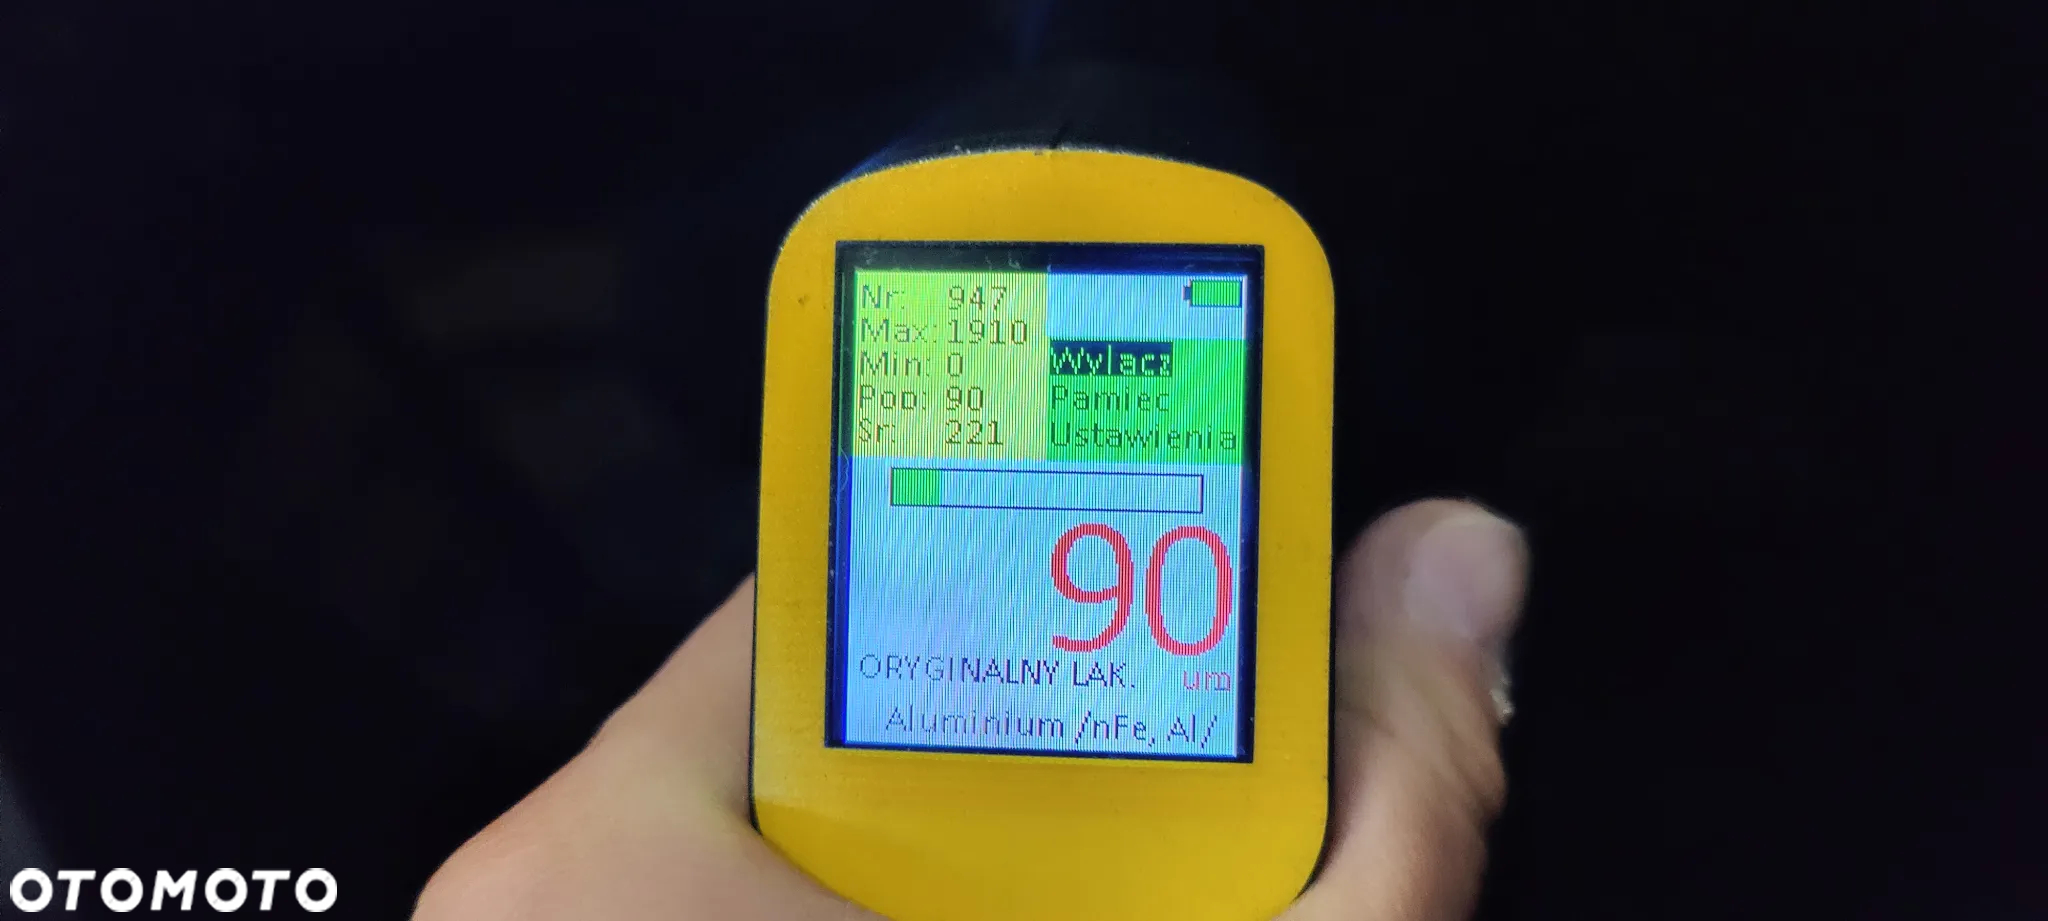 Nr: 947
Max: 1910
Min: 0
Pop: 90
Sr: 221
Wylacz
Pamiec
Ustawienia
90
um
ORYGINALNY LAK.
Aluminium /nFe, Al/
OTOMOTO